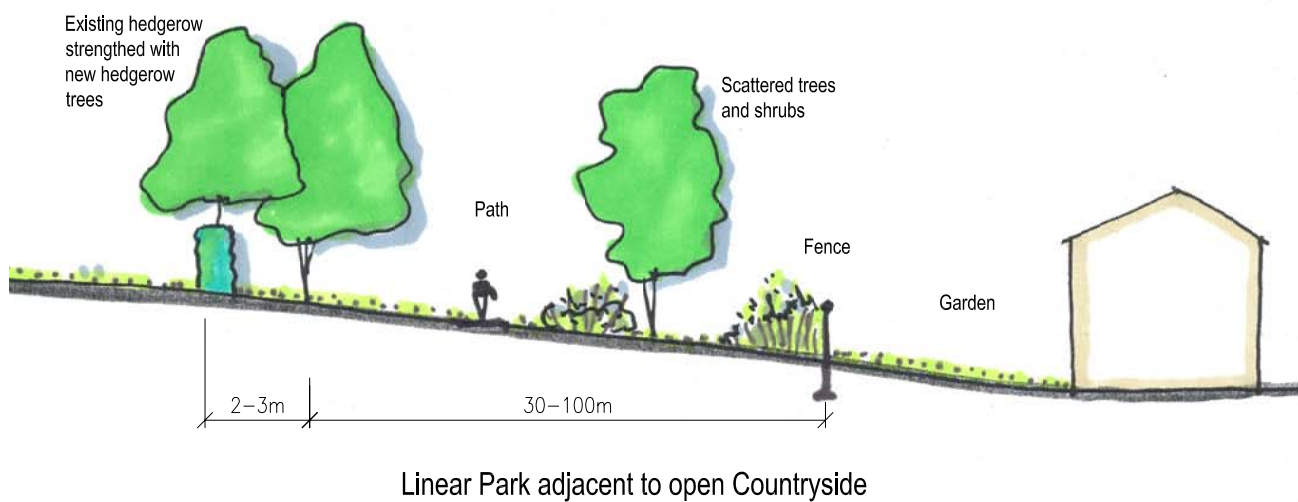 Existing hedgerow
strengthed with
new hedgerow
trees
Scattered trees
and shrubs
Path
Fence
Garden
2-3m
30-100m
Linear Park adjacent to open Countryside